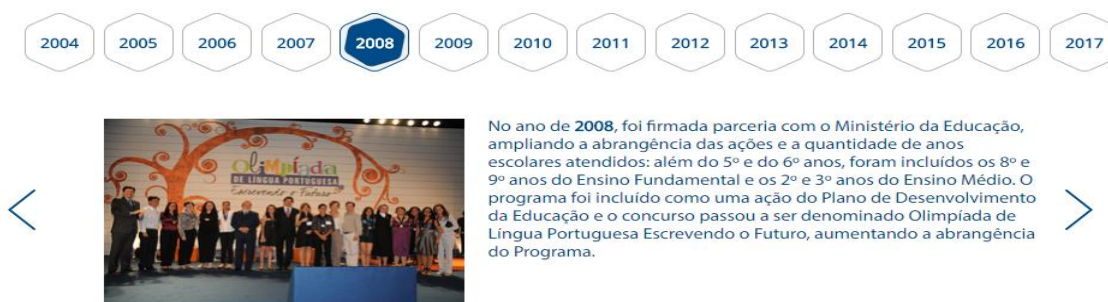 2004 2005 2006 2007 2008 2009 2010 2011 2012 2013 2014 2015 2016 2017
No ano de 2008, foi firmada parceria com o Ministério da Educação,
ampliando a abrangência das ações e a quantidade de anos
escolares atendidos: além do 5º e do 6º anos, foram incluídos os 8º e
9º anos do Ensino Fundamental e os 2º e 3º anos do Ensino Médio. O
programa foi incluído como uma ação do Plano de Desenvolvimento
da Educação e o concurso passou a ser denominado Olimpíada de
Língua Portuguesa Escrevendo o Futuro, aumentando a abrangência
do Programa.
Olimpíada
DE LÍNGUA PORTUGUESA
Escrevendo o Futuro